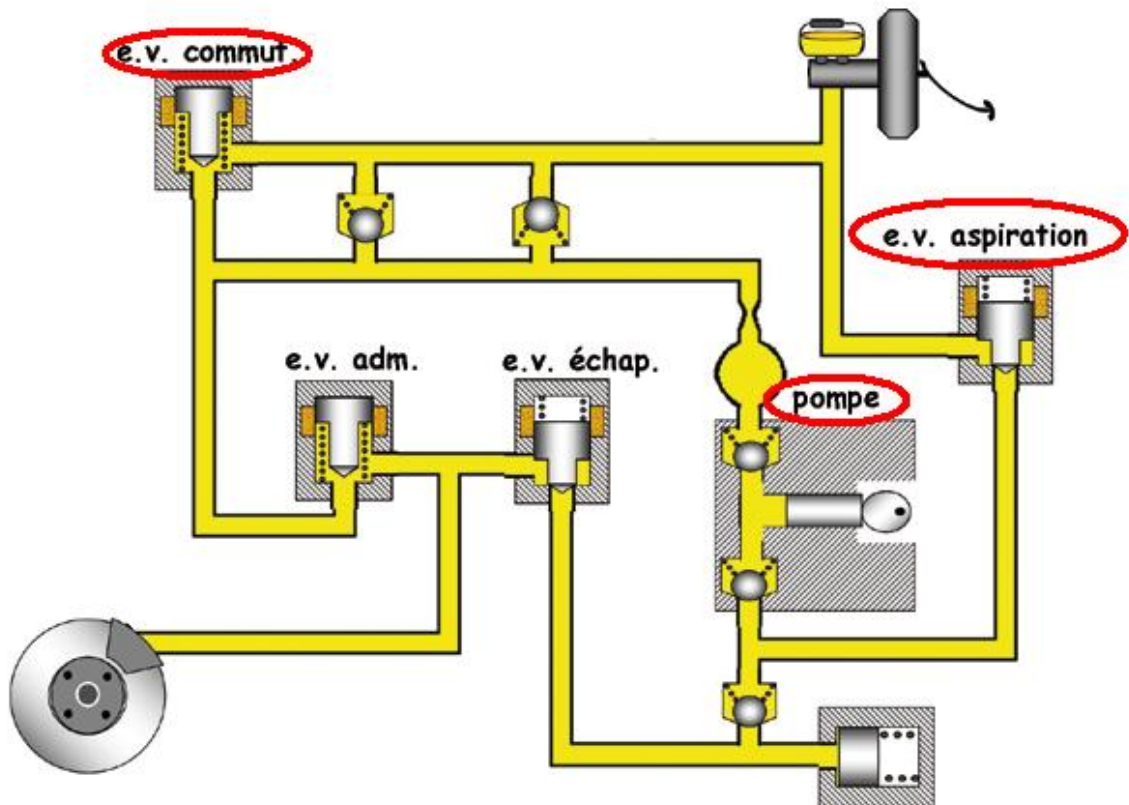 e.v. commut.
e.v. aspiration
e.v. adm.
e.v. échap.
pompe